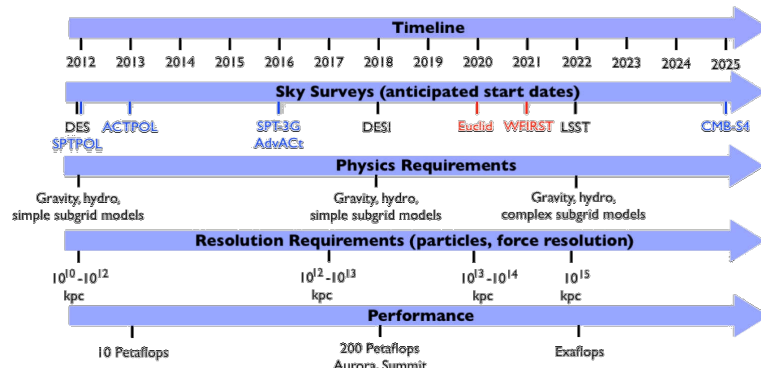 Timeline
2012 2013 2014 2015 2016 2017 2018 2019 2020 2021 2022 2023 2024 2025
Sky Surveys (anticipated start dates)
DES ACTPOL SPT-3G DESI Euclid WFIRST LSST CMB-S4
SPTPOL AdvACt
Physics Requirements
Gravity, hydro, Gravity, hydro, Gravity, hydro,
simple subgrid models simple subgrid models complex subgrid models
Resolution Requirements (particles, force resolution)
10¹⁰-10¹² 10¹²-10¹³ 10¹³-10¹⁴ 10¹⁵
kpc kpc kpc kpc
Performance
10 Petaflops 200 Petaflops Exaflops
Aurora, Summit